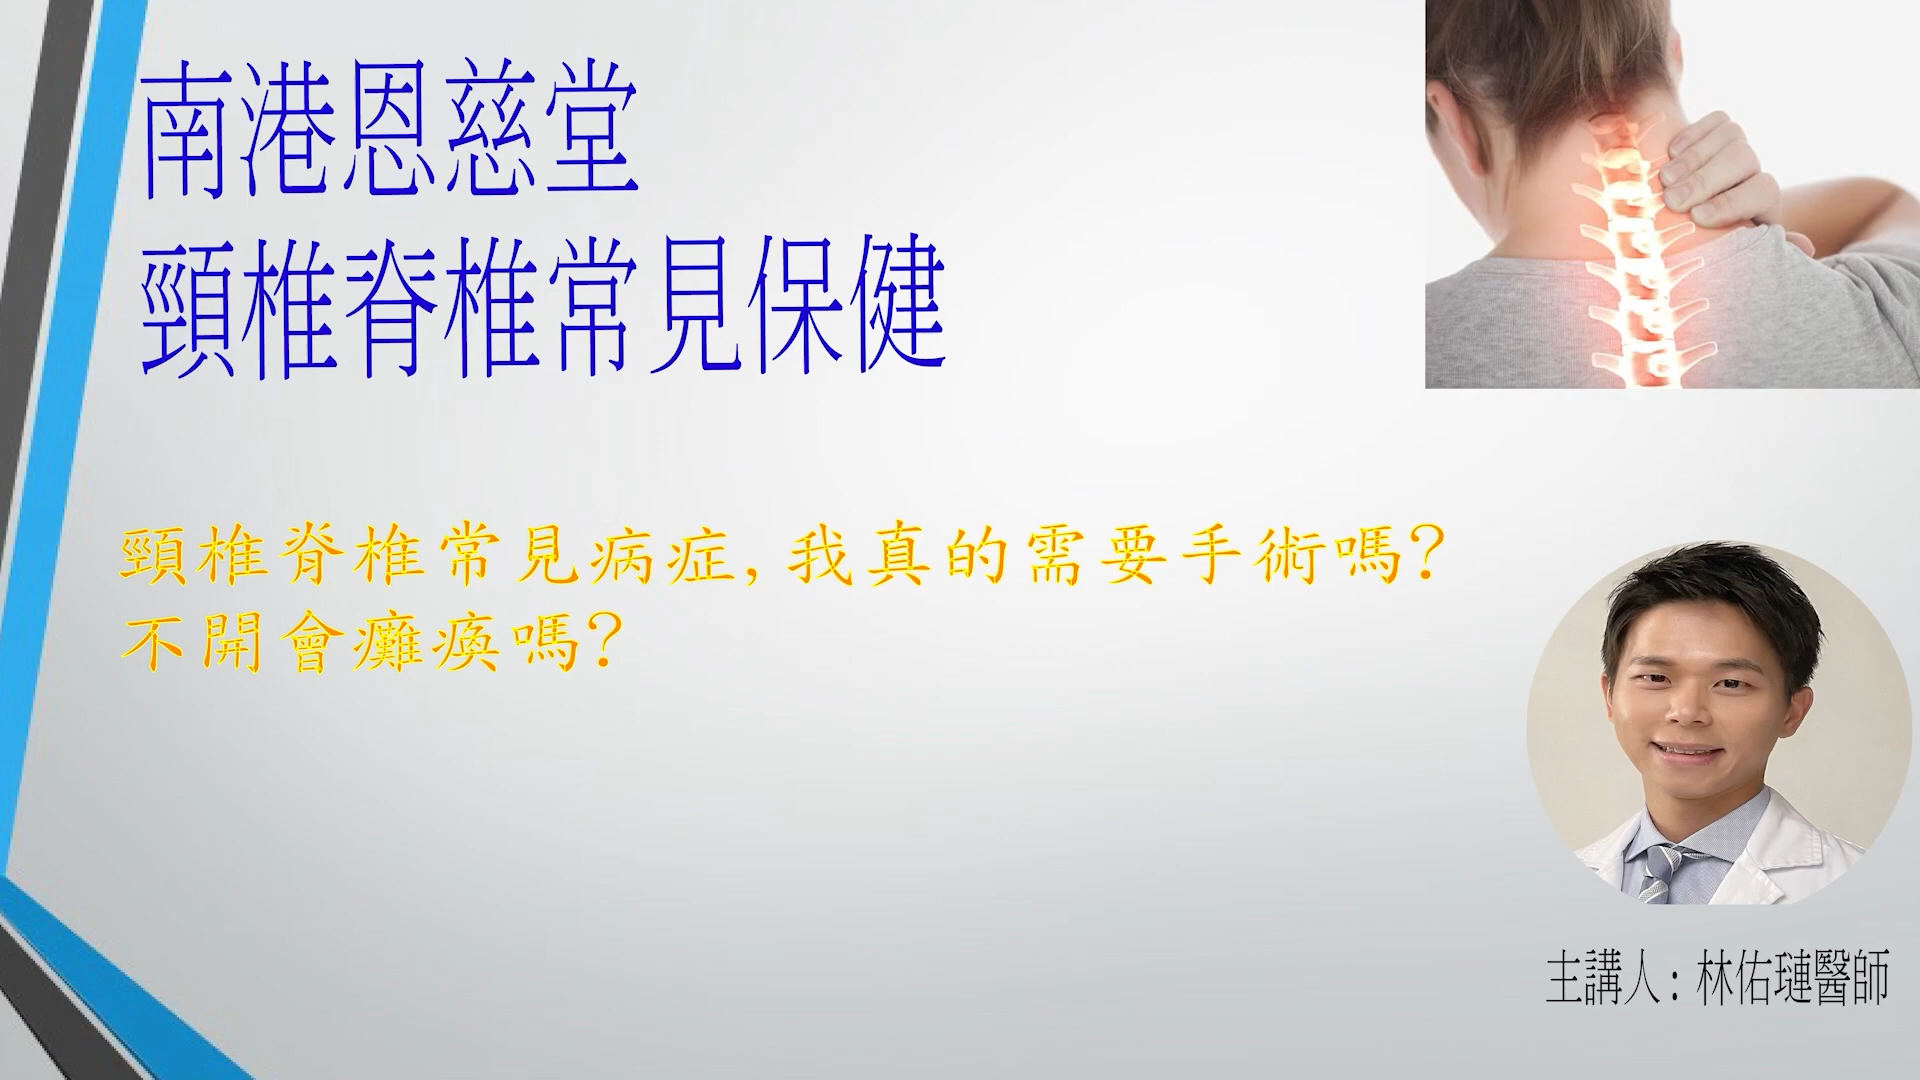 南港恩慈堂
頸椎脊椎常見保健
頸椎脊椎常見病症,我真的需要手術嗎?
不開會癱瘓嗎?
主講人: 林佑璉醫師